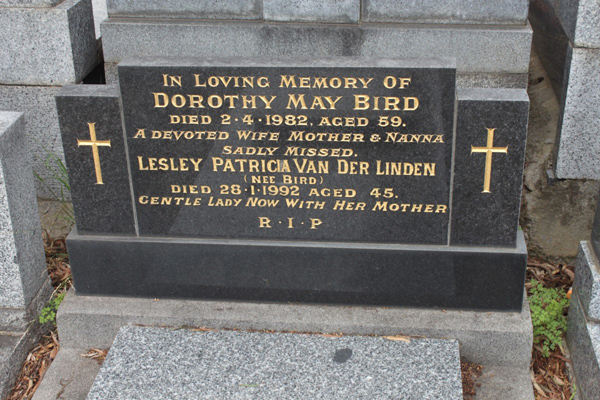 In Loving Memory Of
Dorothy May Bird
Died 2·4·1982, Aged 59.
A Devoted Wife Mother & Nanna
Sadly Missed.
Lesley Patricia Van Der Linden
(Nee Bird)
Died 28·1·1992 Aged 45.
Gentle Lady Now With Her Mother
R·I·P